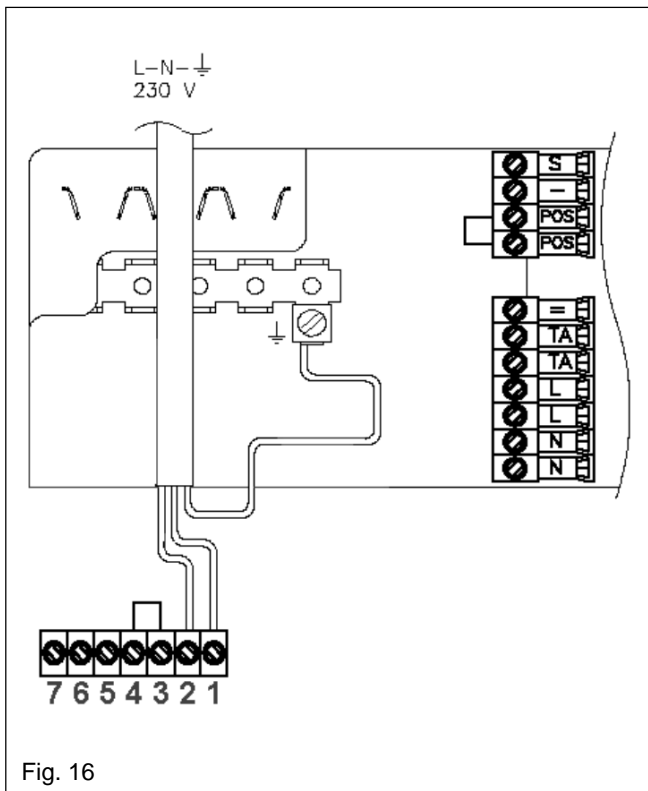 L-N-⏚
230 V
S
-
POS
POS
⏚
=
TA
TA
L
L
N
N
7 6 5 4 3 2 1
Fig. 16